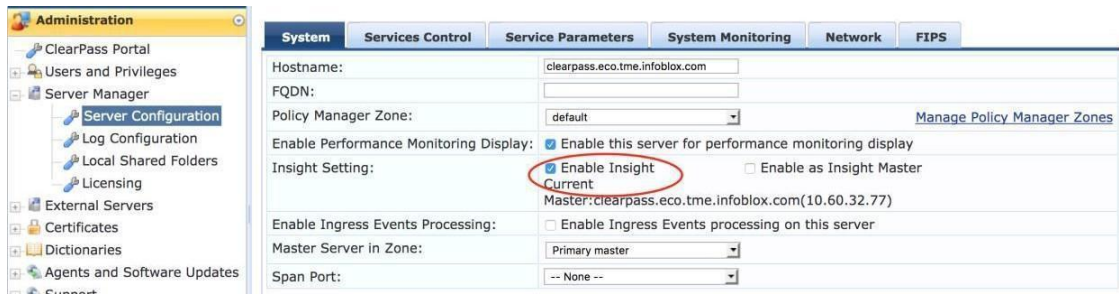 Administration
ClearPass Portal
Users and Privileges
Server Manager
Server Configuration
Log Configuration
Local Shared Folders
Licensing
External Servers
Certificates
Dictionaries
Agents and Software Updates
Support
System Services Control Service Parameters System Monitoring Network FIPS
Hostname: clearpass.eco.tme.infoblox.com
FQDN:
Policy Manager Zone: default Manage Policy Manager Zones
Enable Performance Monitoring Display: Enable this server for performance monitoring display
Insight Setting: Enable Insight Enable as Insight Master
Current
Master:clearpass.eco.tme.infoblox.com(10.60.32.77)
Enable Ingress Events Processing: Enable Ingress Events processing on this server
Master Server in Zone: Primary master
Span Port: -- None --